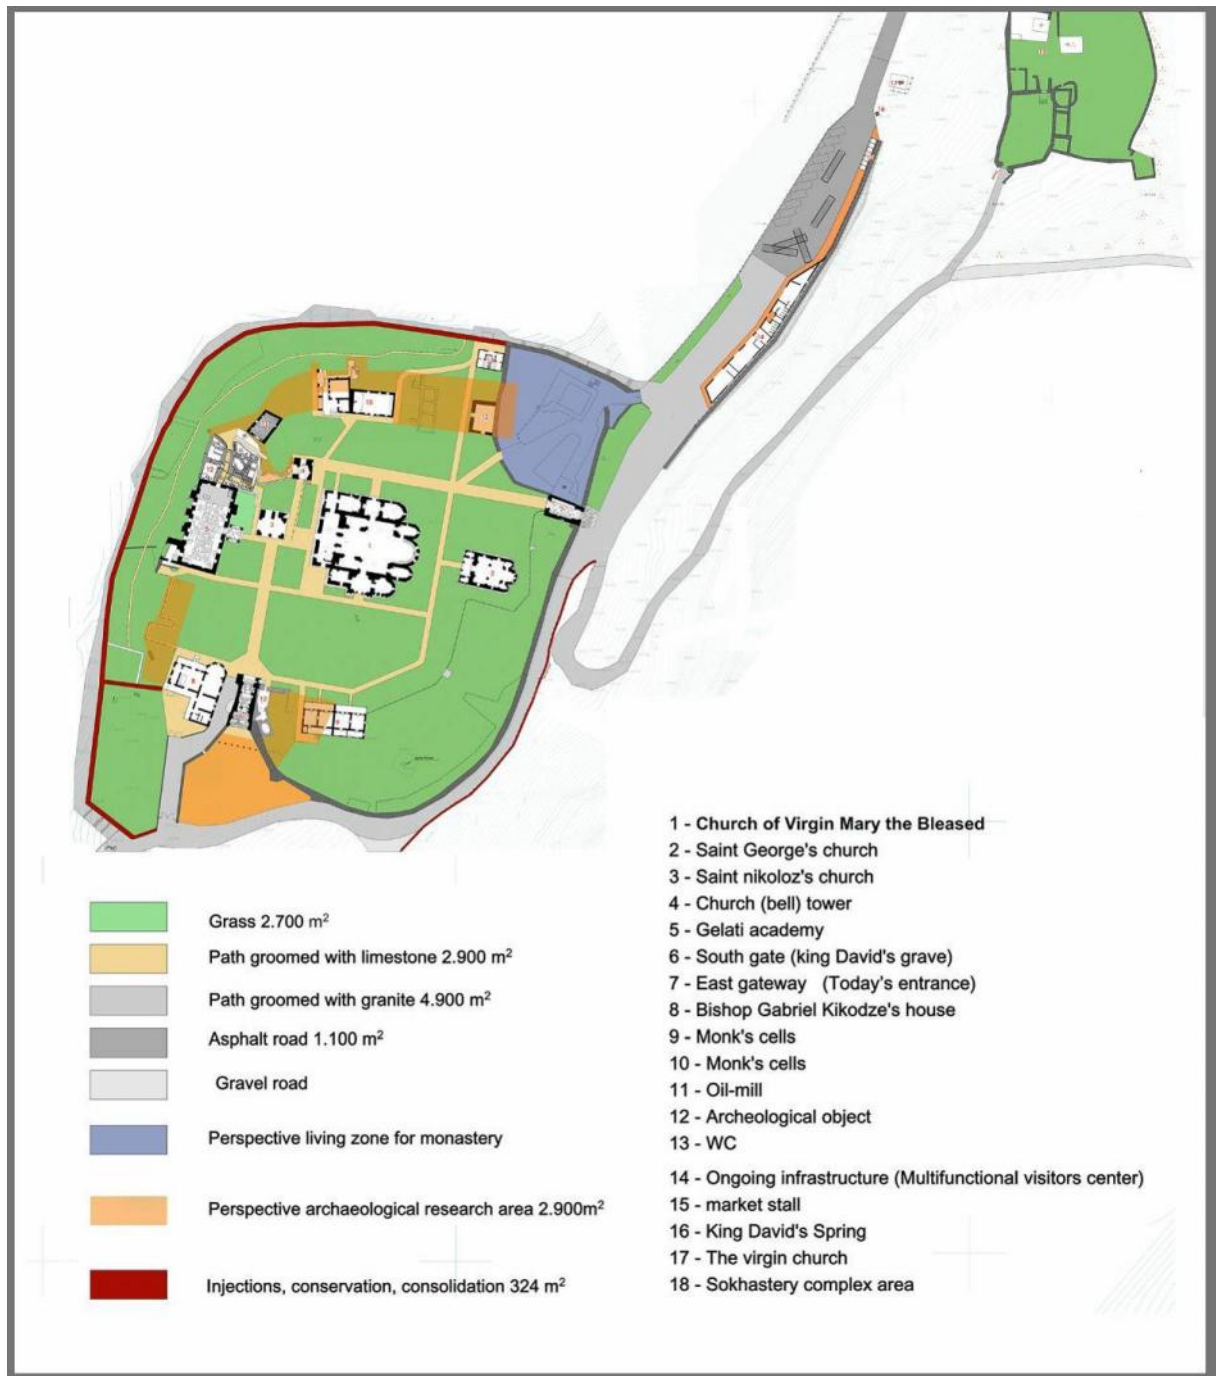 1 - Church of Virgin Mary the Bleased
2 - Saint George's church
3 - Saint nikoloz's church
4 - Church (bell) tower
5 - Gelati academy
6 - South gate (king David's grave)
7 - East gateway (Today's entrance)
8 - Bishop Gabriel Kikodze's house
9 - Monk's cells
10 - Monk's cells
11 - Oil-mill
12 - Archeological object
13 - WC
14 - Ongoing infrastructure (Multifunctional visitors center)
15 - market stall
16 - King David's Spring
17 - The virgin church
18 - Sokhastery complex area
Grass 2.700 m²
Path groomed with limestone 2.900 m²
Path groomed with granite 4.900 m²
Asphalt road 1.100 m²
Gravel road
Perspective living zone for monastery
Perspective archaeological research area 2.900m²
Injections, conservation, consolidation 324 m²